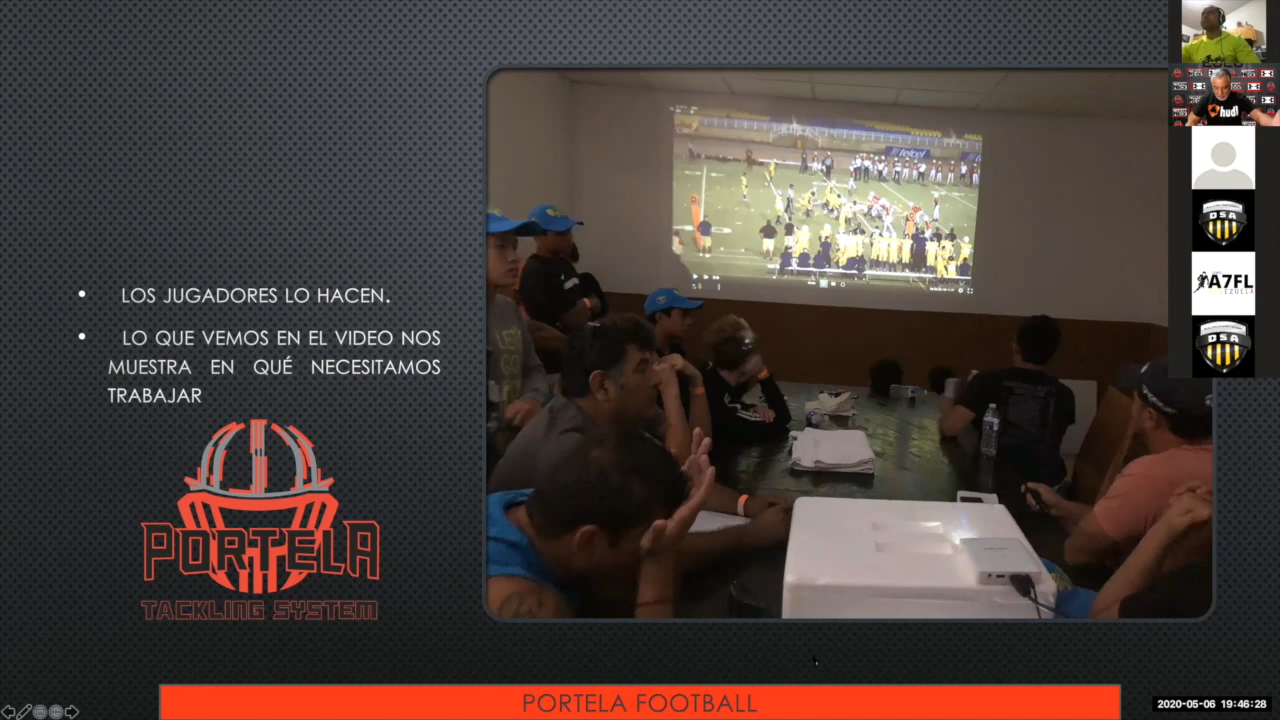 • LOS JUGADORES LO HACEN.
• LO QUE VEMOS EN EL VIDEO NOS
MUESTRA EN QUÉ NECESITAMOS
TRABAJAR
PORTELA
TACKLING SYSTEM
PORTELA FOOTBALL
telcel
hudl
DSA
A7FL
DSA
2020-05-06 19:46:28